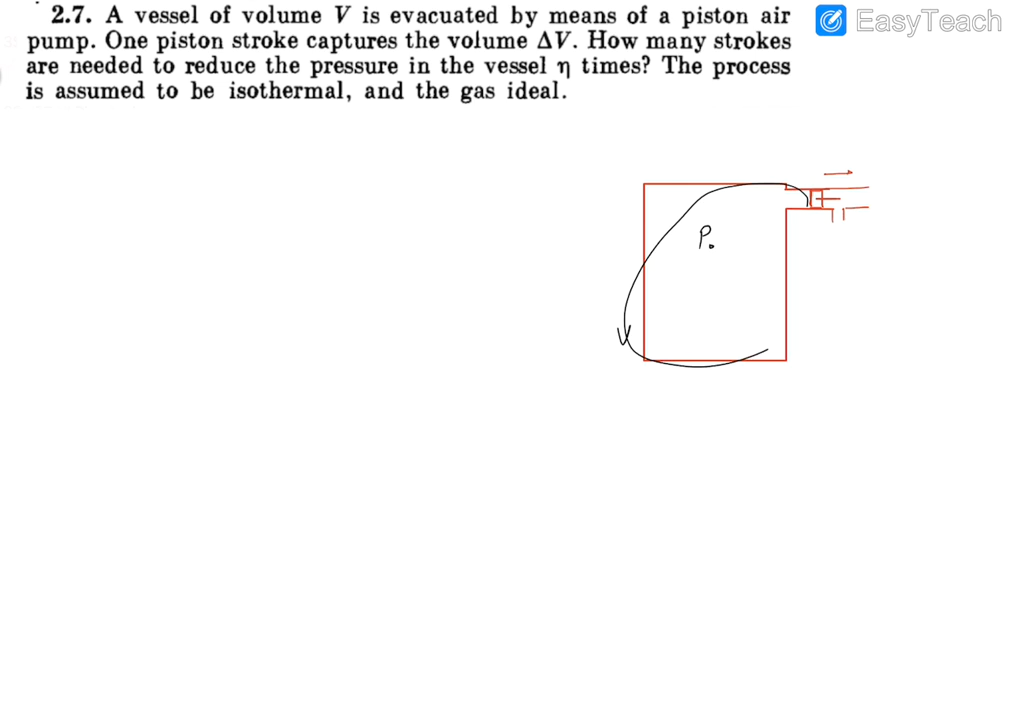 2.7. A vessel of volume V is evacuated by means of a piston air
pump. One piston stroke captures the volume ΔV. How many strokes
are needed to reduce the pressure in the vessel η times? The process
is assumed to be isothermal, and the gas ideal.
EasyTeach
P₀
V